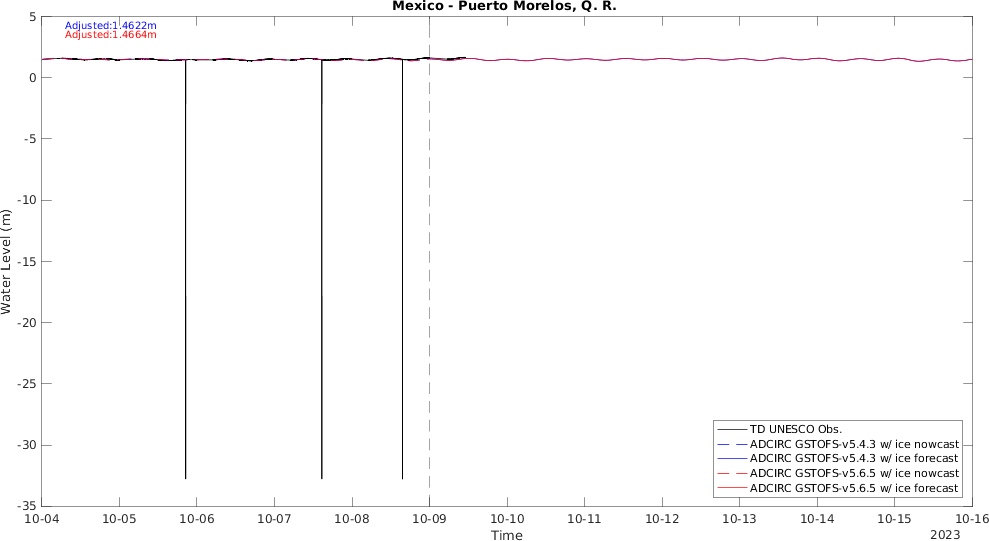 Mexico - Puerto Morelos, Q. R.
Adjusted:1.4622m
Adjusted:1.4664m
5
0
-5
-10
-15
-20
-25
-30
-35
Water Level (m)
10-04 10-05 10-06 10-07 10-08 10-09 10-10 10-11 10-12 10-13 10-14 10-15 10-16
Time
2023
TD UNESCO Obs.
ADCIRC GSTOFS-v5.4.3 w/ ice nowcast
ADCIRC GSTOFS-v5.4.3 w/ ice forecast
ADCIRC GSTOFS-v5.6.5 w/ ice nowcast
ADCIRC GSTOFS-v5.6.5 w/ ice forecast